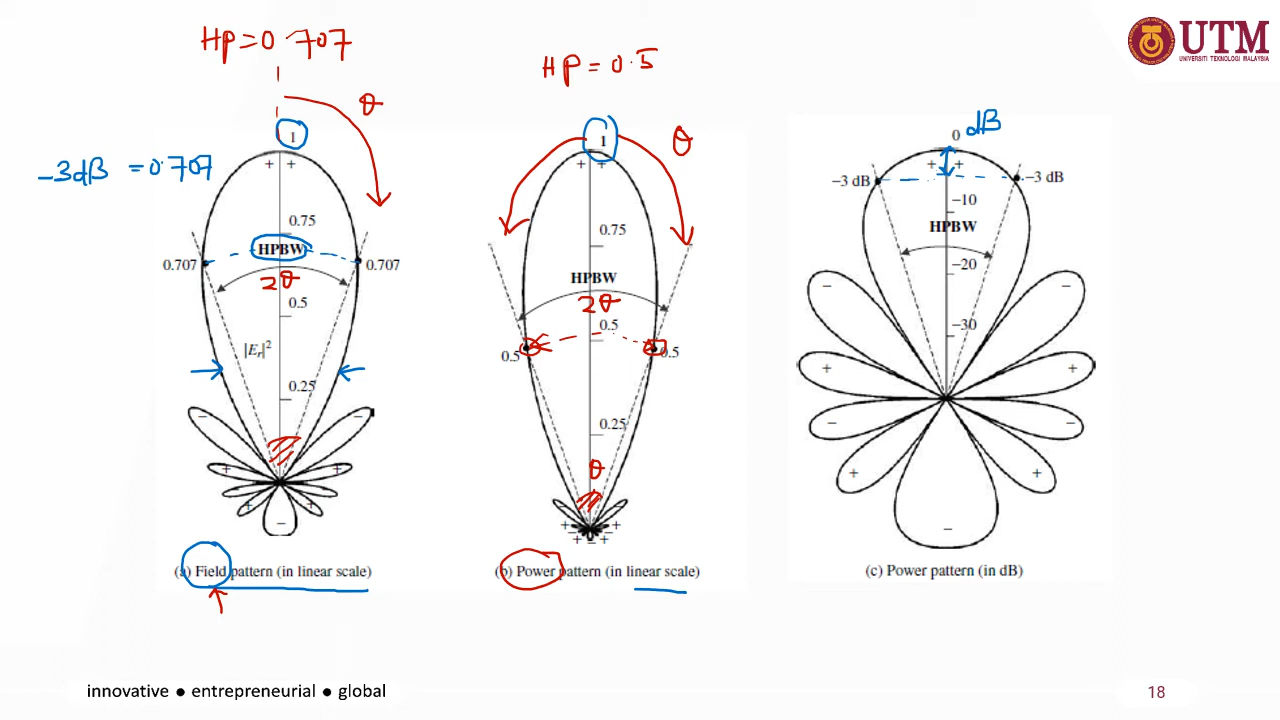 HP=0.707
HP=0.5
UTM
UNIVERSITI TEKNOLOGI MALAYSIA
θ
1
+ +
-3dB =0.707
0.75
HPBW
0.707
0.707
2θ
0.5
|Er|²
0.25
− −
+ +
+ +
−
(a) Field pattern (in linear scale)
θ
1
+ +
0.75
HPBW
2θ
0.5
0.5
0.5
0.25
θ
+ +
− −
+ − +
(b) Power pattern (in linear scale)
0 dB
+ +
−3 dB
−3 dB
−10
HPBW
−20
− −
−30
+ +
− −
+ +
−
(c) Power pattern (in dB)
innovative ● entrepreneurial ● global
18